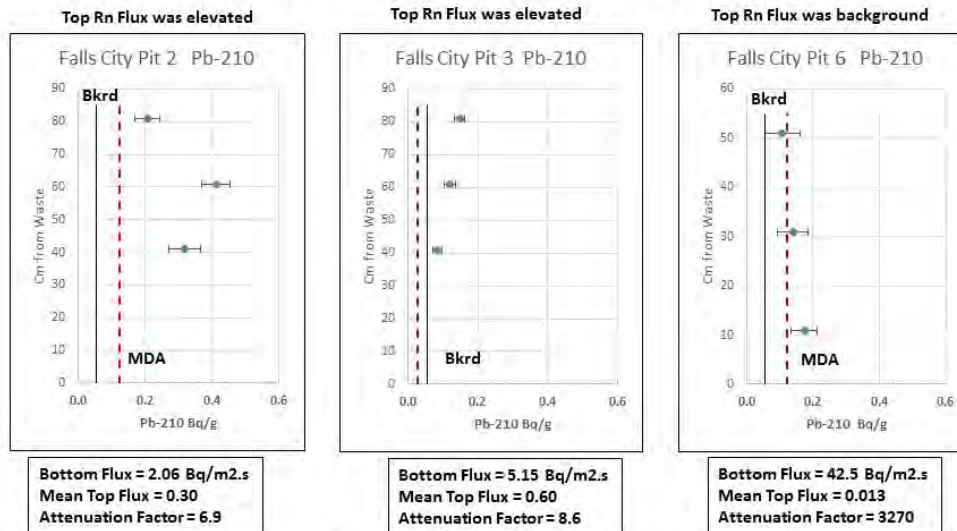 Top Rn Flux was elevated
Falls City Pit 2 Pb-210
90
80
70
60
50
40
30
20
10
0
Cm from Waste
Bkrd
MDA
0.0 0.2 0.4 0.6
Pb-210 Bq/g
Bottom Flux = 2.06 Bq/m2.s
Mean Top Flux = 0.30
Attenuation Factor = 6.9
Top Rn Flux was elevated
Falls City Pit 3 Pb-210
90
80
70
60
50
40
30
20
10
0
Cm from Waste
Bkrd
0.0 0.2 0.4 0.6
Pb-210 Bq/g
Bottom Flux = 5.15 Bq/m2.s
Mean Top Flux = 0.60
Attenuation Factor = 8.6
Top Rn Flux was background
Falls City Pit 6 Pb-210
60
50
40
30
20
10
0
Cm from Waste
Bkrd
MDA
0.0 0.2 0.4 0.6
Pb-210 Bq/g
Bottom Flux = 42.5 Bq/m2.s
Mean Top Flux = 0.013
Attenuation Factor = 3270